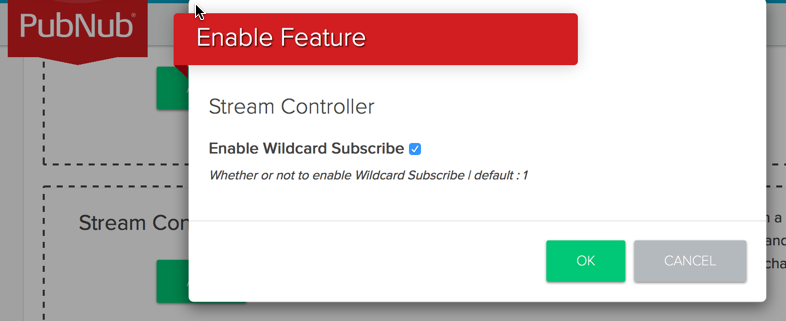 PubNub®
Enable Feature
Stream Controller
Enable Wildcard Subscribe
Whether or not to enable Wildcard Subscribe | default : 1
Stream Con
n a
and
cha
OK
CANCEL